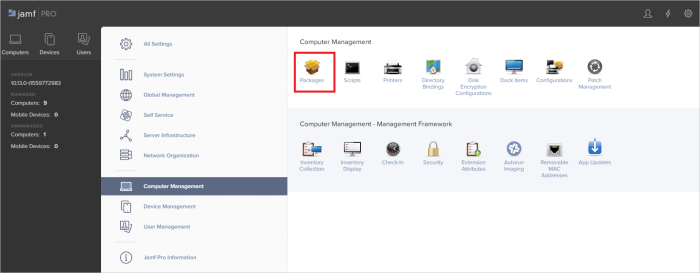 jamf PRO
Computers Devices Users
VERSION
10.13.0-t1559772983
MANAGED
Computers: 9
Mobile Devices: 0
UNMANAGED
Computers: 1
Mobile Devices: 0
All Settings
System Settings
Global Management
Self Service
Server Infrastructure
Network Organization
Computer Management
Device Management
User Management
Jamf Pro Information
Computer Management
Packages
Scripts
Printers
Directory
Bindings
Disk
Encryption
Configurations
Dock Items
Configurations
Patch
Management
Computer Management - Management Framework
Inventory
Collection
Inventory
Display
Check-In
Security
Extension
Attributes
Autorun
Imaging
Removable
MAC
Addresses
App Updates